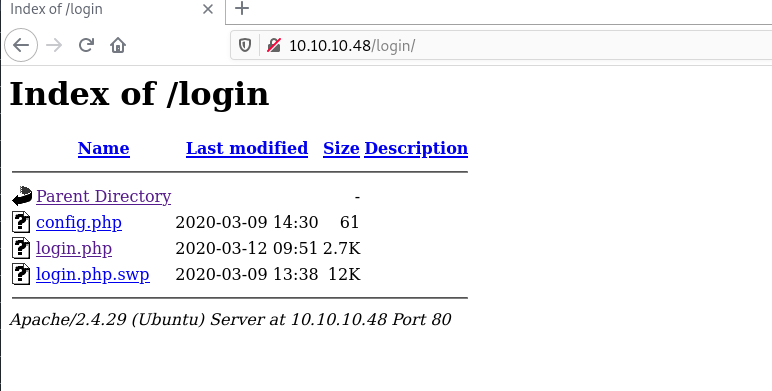 Index of /login
10.10.10.48/login/
Index of /login
Name Last modified Size Description
Parent Directory -
config.php 2020-03-09 14:30 61
login.php 2020-03-12 09:51 2.7K
login.php.swp 2020-03-09 13:38 12K
Apache/2.4.29 (Ubuntu) Server at 10.10.10.48 Port 80